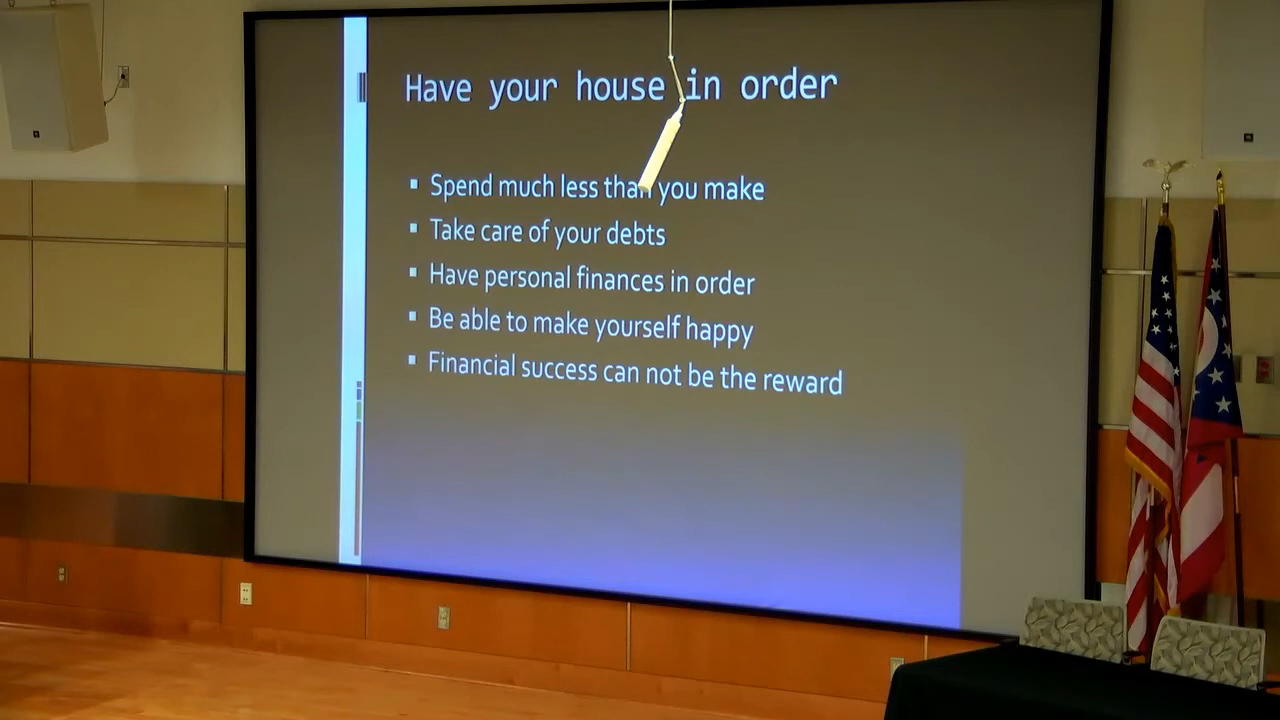 Have your house in order
▪ Spend much less than you make
▪ Take care of your debts
▪ Have personal finances in order
▪ Be able to make yourself happy
▪ Financial success can not be the reward